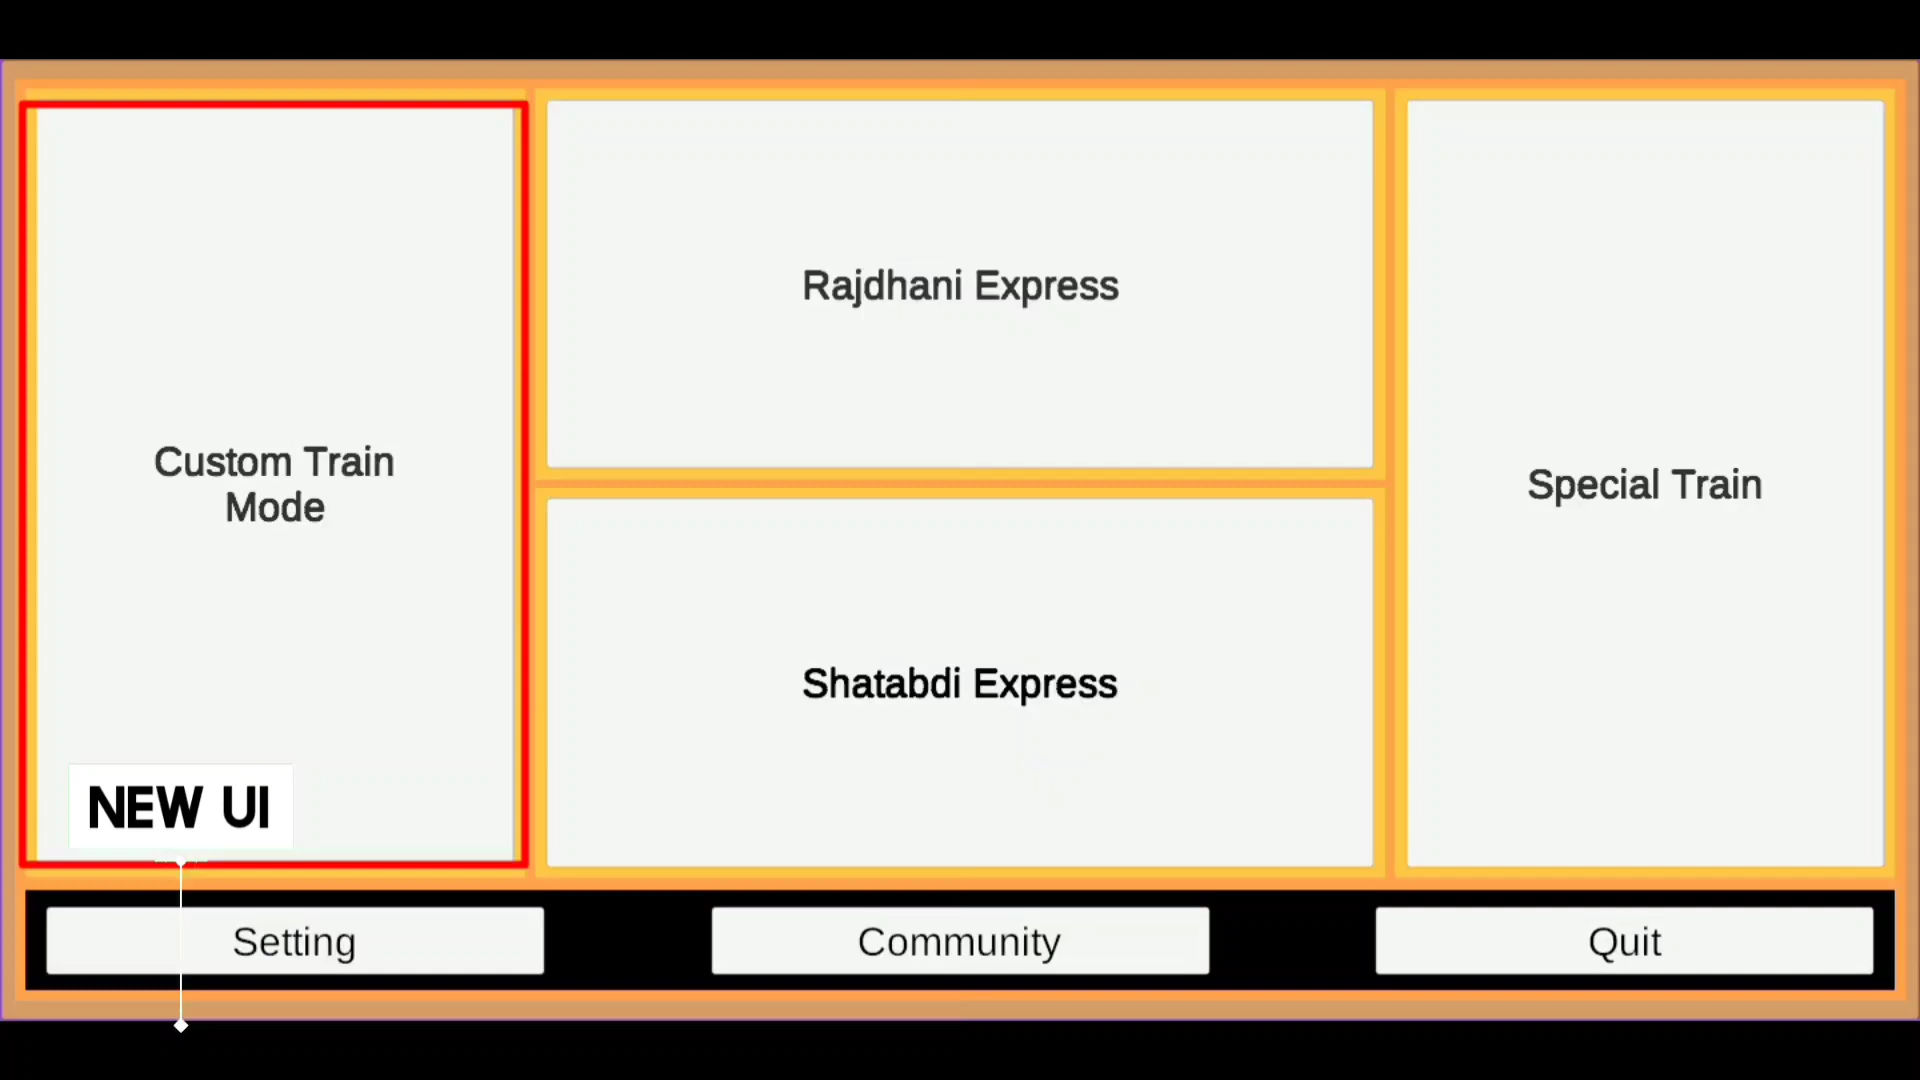 Custom Train
Mode
Rajdhani Express
Shatabdi Express
Special Train
NEW UI
Setting
Community
Quit